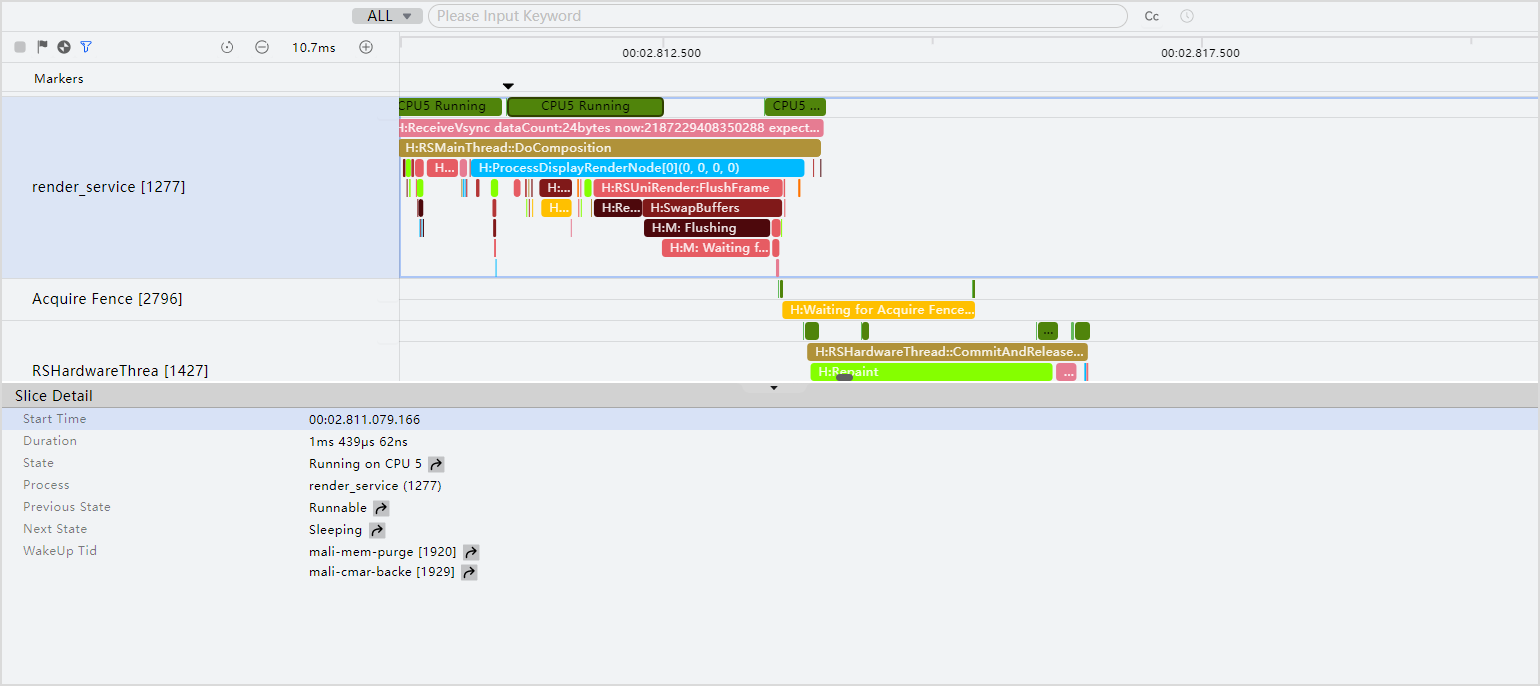 ALL Please Input Keyword Cc
10.7ms 00:02.812.500 00:02.817.500
Markers
CPU5 Running CPU5 Running CPU5 ...
H:ReceiveVsync dataCount:24bytes now:2187229408350288 expect...
H:RSMainThread::DoComposition
H... H:ProcessDisplayRenderNode[0](0, 0, 0, 0)
render_service [1277]
H:... H:RSUniRender:FlushFrame
H... H:Re... H:SwapBuffers
H:M: Flushing
H:M: Waiting f...
Acquire Fence [2796]
H:Waiting for Acquire Fence...
...
H:RSHardwareThread::CommitAndRelease...
RSHardwareThrea [1427]
H:Repaint ...
Slice Detail
Start Time 00:02.811.079.166
Duration 1ms 439μs 62ns
State Running on CPU 5
Process render_service (1277)
Previous State Runnable
Next State Sleeping
WakeUp Tid mali-mem-purge [1920]
mali-cmar-backe [1929]